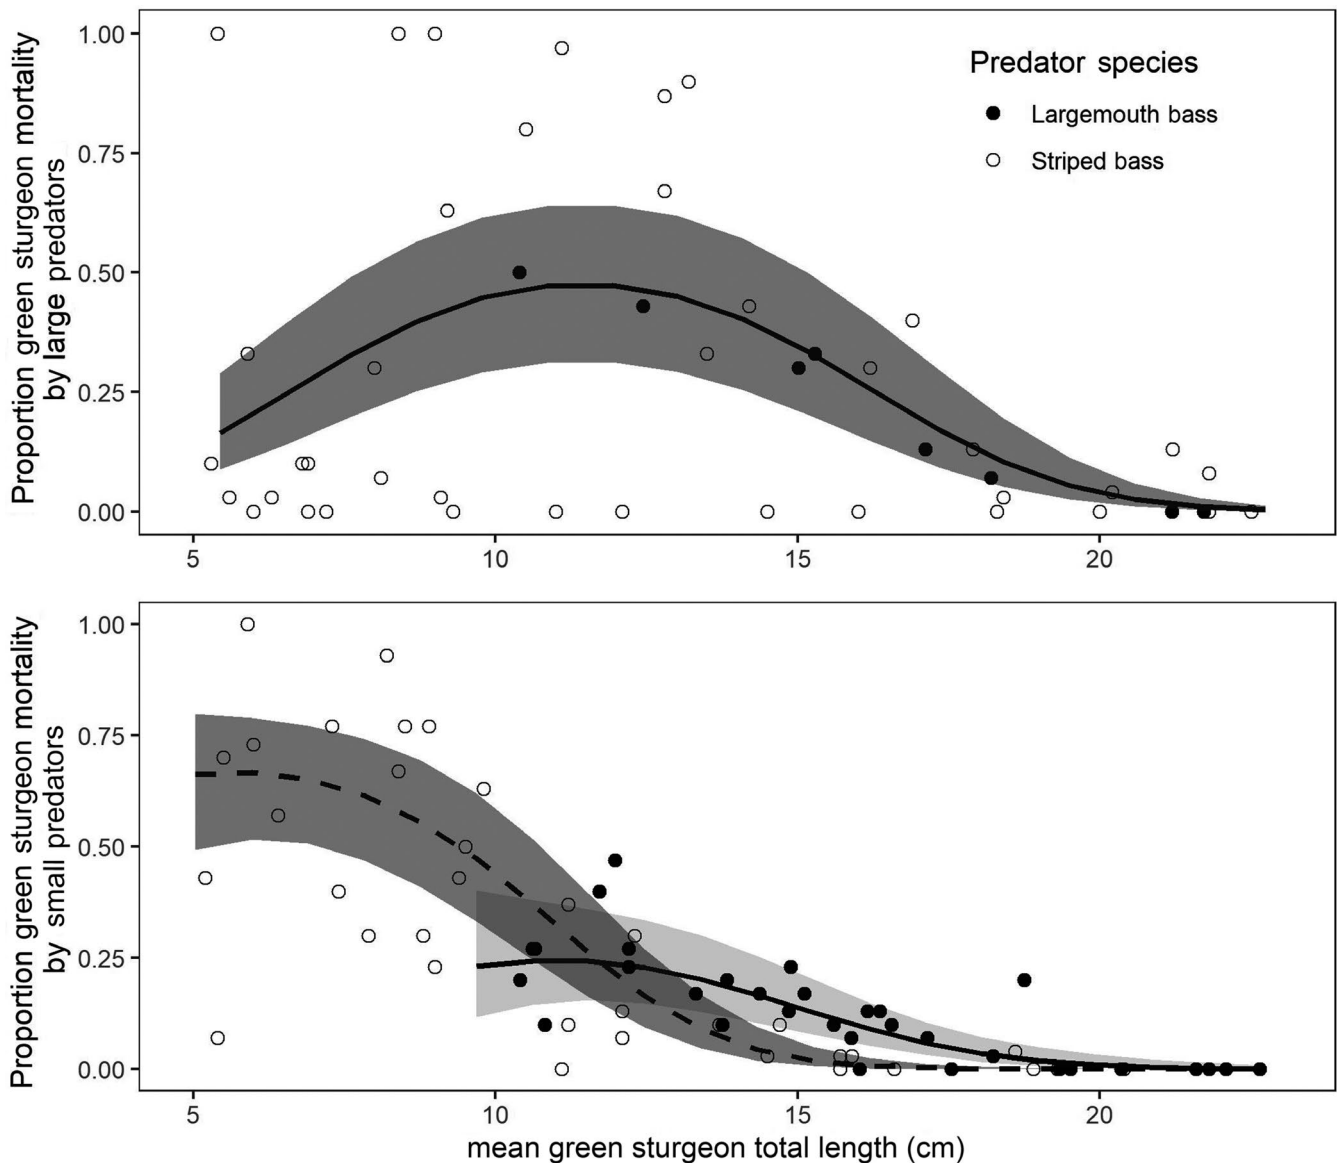 Proportion green sturgeon mortality
by large predators
1.00
0.75
0.50
0.25
0.00
5
10
15
20
Predator species
Largemouth bass
Striped bass
Proportion green sturgeon mortality
by small predators
1.00
0.75
0.50
0.25
0.00
5
10
15
20
mean green sturgeon total length (cm)